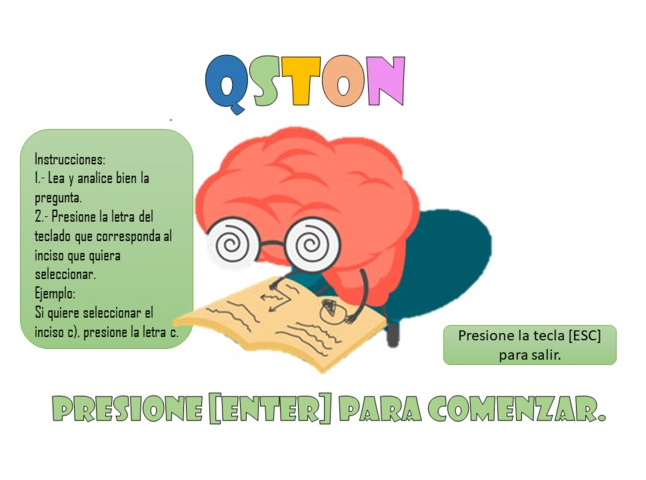 QSTON
Instrucciones:
1.- Lea y analice bien la
pregunta.
2.- Presione la letra del
teclado que corresponda al
inciso que quiera
seleccionar.
Ejemplo:
Si quiere seleccionar el
inciso c), presione la letra c.
Presione la tecla [ESC]
para salir.
PRESIONE [ENTER] PARA COMENZAR.